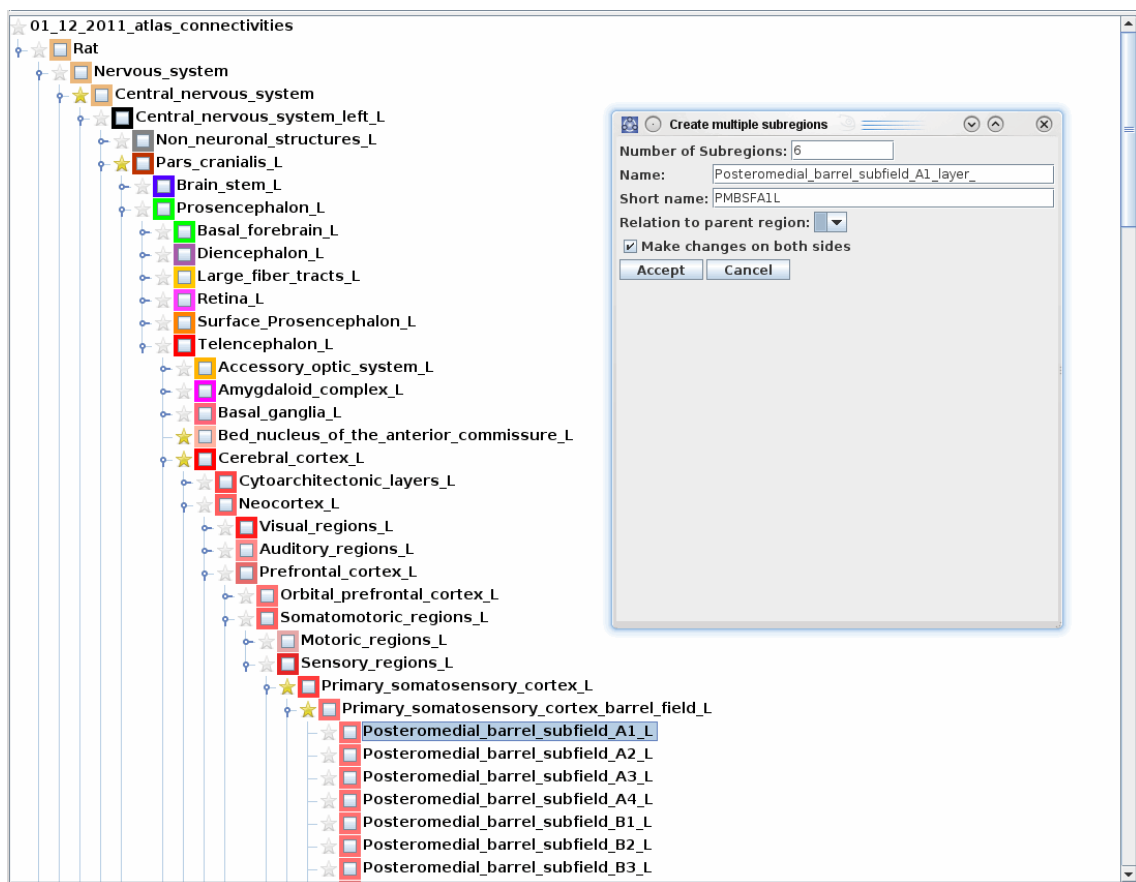 01_12_2011_atlas_connectivities
Rat
Nervous_system
Central_nervous_system
Central_nervous_system_left_L
Non_neuronal_structures_L
Pars_cranialis_L
Brain_stem_L
Prosencephalon_L
Basal_forebrain_L
Diencephalon_L
Large_fiber_tracts_L
Retina_L
Surface_Prosencephalon_L
Telencephalon_L
Accessory_optic_system_L
Amygdaloid_complex_L
Basal_ganglia_L
Bed_nucleus_of_the_anterior_commissure_L
Cerebral_cortex_L
Cytoarchitectonic_layers_L
Neocortex_L
Visual_regions_L
Auditory_regions_L
Prefrontal_cortex_L
Orbital_prefrontal_cortex_L
Somatomotoric_regions_L
Motoric_regions_L
Sensory_regions_L
Primary_somatosensory_cortex_L
Primary_somatosensory_cortex_barrel_field_L
Posteromedial_barrel_subfield_A1_L
Posteromedial_barrel_subfield_A2_L
Posteromedial_barrel_subfield_A3_L
Posteromedial_barrel_subfield_A4_L
Posteromedial_barrel_subfield_B1_L
Posteromedial_barrel_subfield_B2_L
Posteromedial_barrel_subfield_B3_L
Create multiple subregions
Number of Subregions: 6
Name: Posteromedial_barrel_subfield_A1_layer_
Short name: PMBSFA1L
Relation to parent region:
Make changes on both sides
Accept Cancel